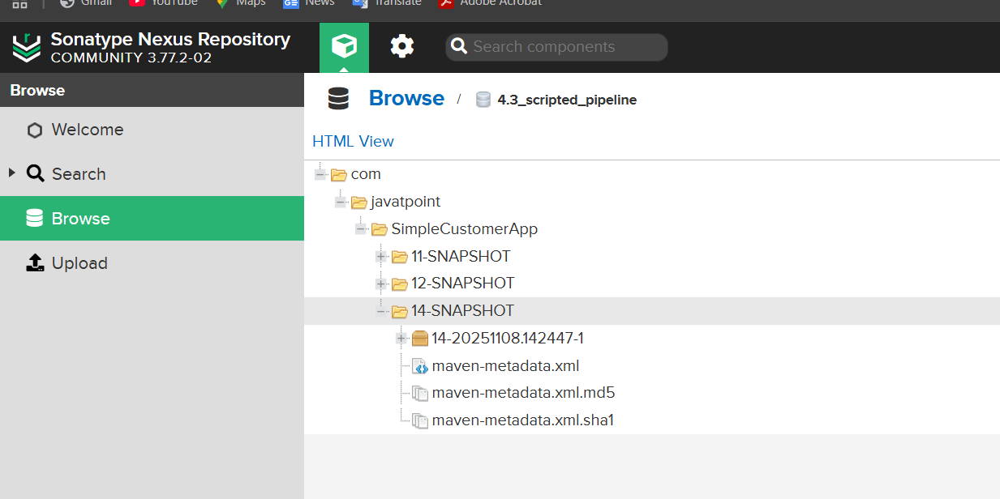 Gmail YouTube Maps News Translate Adobe Acrobat
Sonatype Nexus Repository
COMMUNITY 3.77.2-02
Search components
Browse
Welcome
Search
Browse
Upload
Browse / 4.3_scripted_pipeline
HTML View
com
javatpoint
SimpleCustomerApp
11-SNAPSHOT
12-SNAPSHOT
14-SNAPSHOT
14-20251108.142447-1
maven-metadata.xml
maven-metadata.xml.md5
maven-metadata.xml.sha1